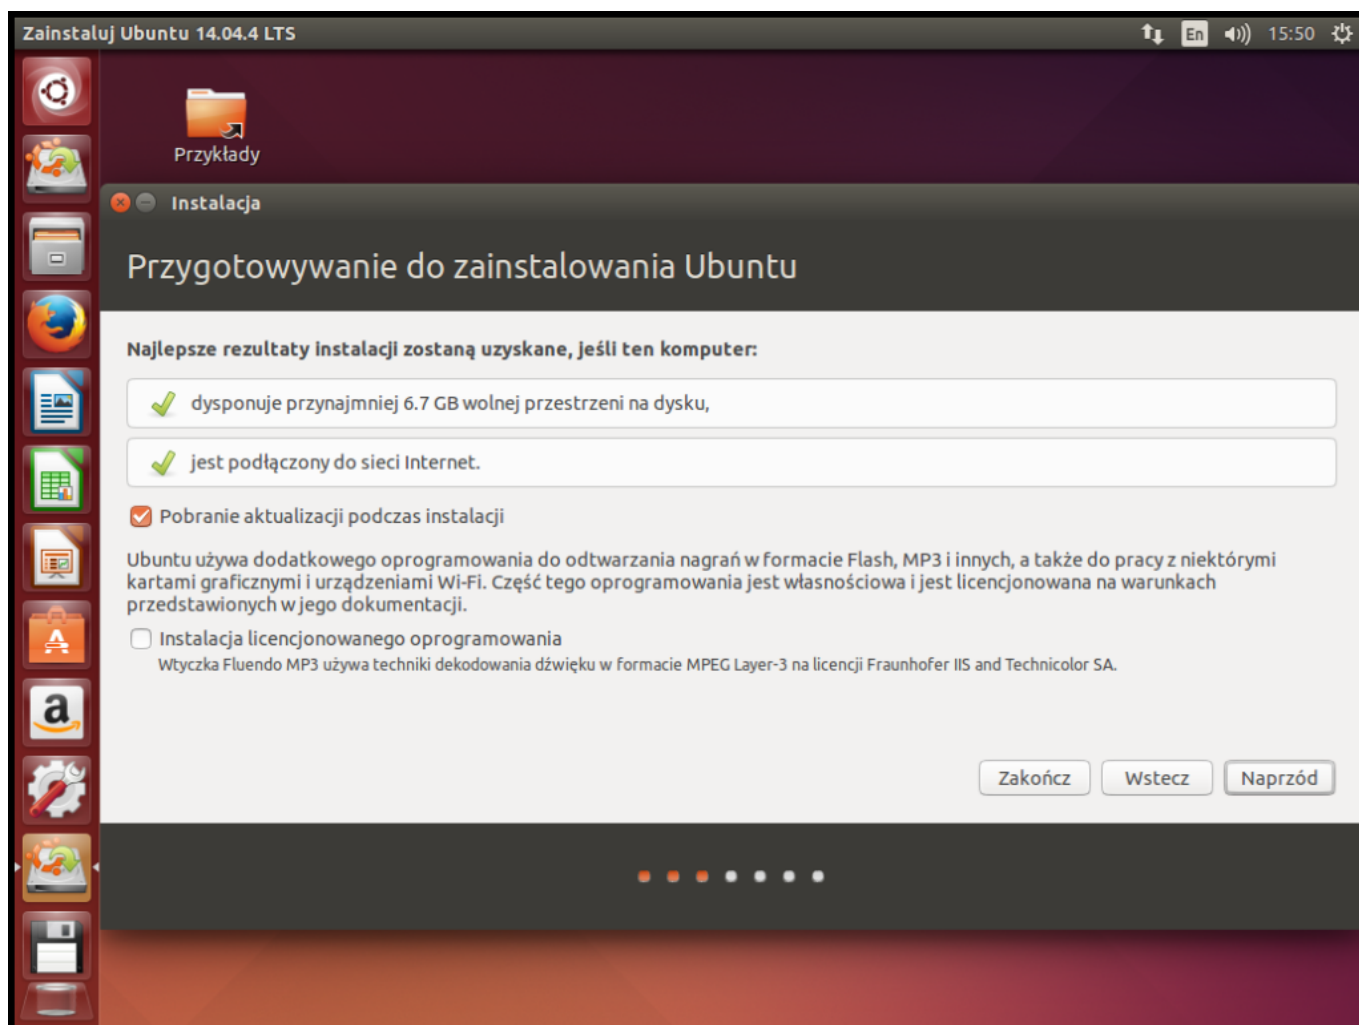 Zainstaluj Ubuntu 14.04.4 LTS
En
15:50
Przykłady
Instalacja
Przygotowywanie do zainstalowania Ubuntu
Najlepsze rezultaty instalacji zostaną uzyskane, jeśli ten komputer:
dysponuje przynajmniej 6.7 GB wolnej przestrzeni na dysku,
jest podłączony do sieci Internet.
Pobranie aktualizacji podczas instalacji
Ubuntu używa dodatkowego oprogramowania do odtwarzania nagrań w formacie Flash, MP3 i innych, a także do pracy z niektórymi
kartami graficznymi i urządzeniami Wi-Fi. Część tego oprogramowania jest własnościowa i jest licencjonowana na warunkach
przedstawionych w jego dokumentacji.
Instalacja licencjonowanego oprogramowania
Wtyczka Fluendo MP3 używa techniki dekodowania dźwięku w formacie MPEG Layer-3 na licencji Fraunhofer IIS and Technicolor SA.
Zakończ
Wstecz
Naprzód